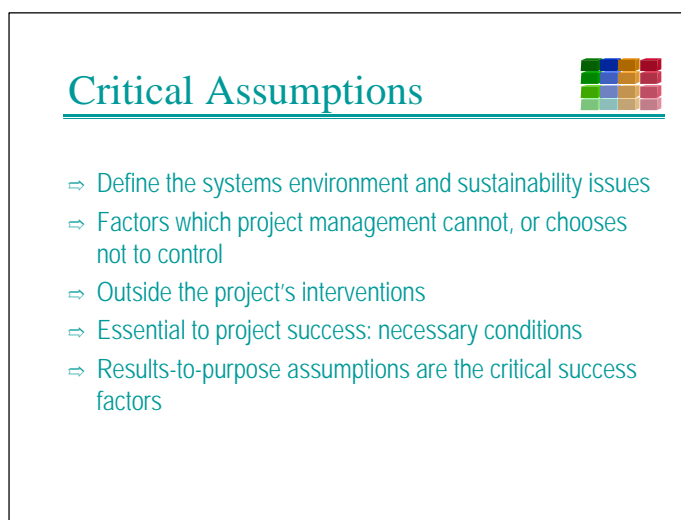 Critical Assumptions
⇨ Define the systems environment and sustainability issues
⇨ Factors which project management cannot, or chooses
not to control
⇨ Outside the project's interventions
⇨ Essential to project success: necessary conditions
⇨ Results-to-purpose assumptions are the critical success
factors